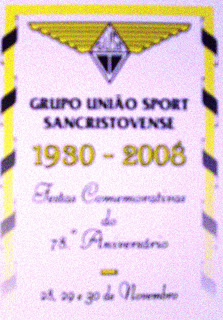 GRUPO UNIÃO SPORT
SANCRISTOVENSE
1930 - 2008
Festas Comemorativas
do
78.º Aniversário
28, 29 e 30 de Novembro